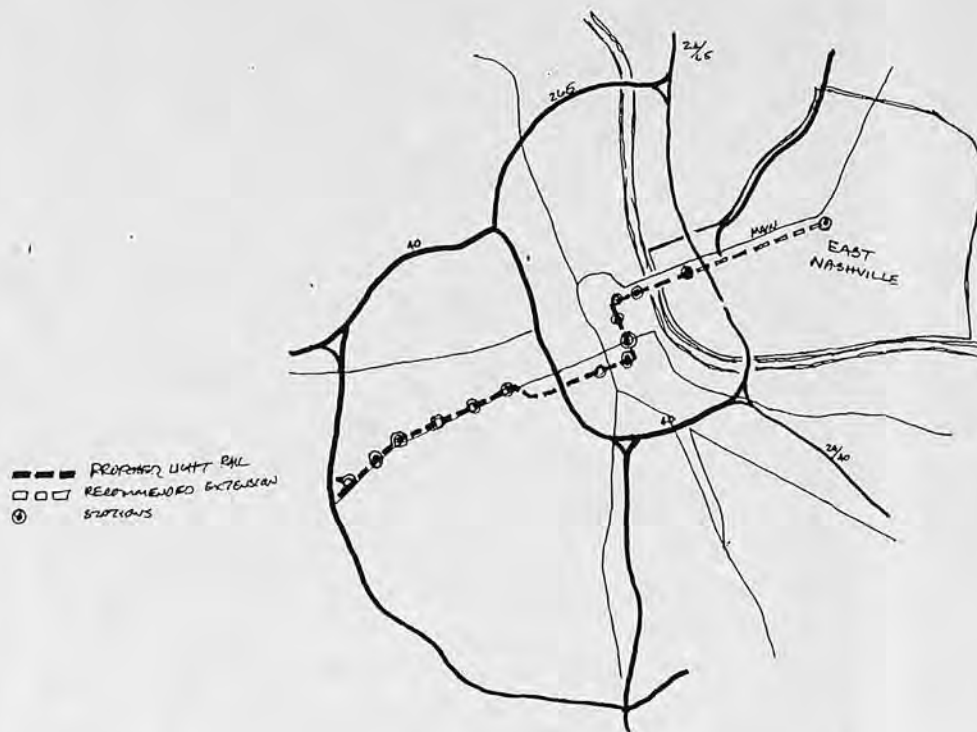 24/
65
265
40
MAIN
EAST
NASHVILLE
40
24/
40
PROPOSED LIGHT RAIL
RECOMMENDED EXTENSION
STATIONS